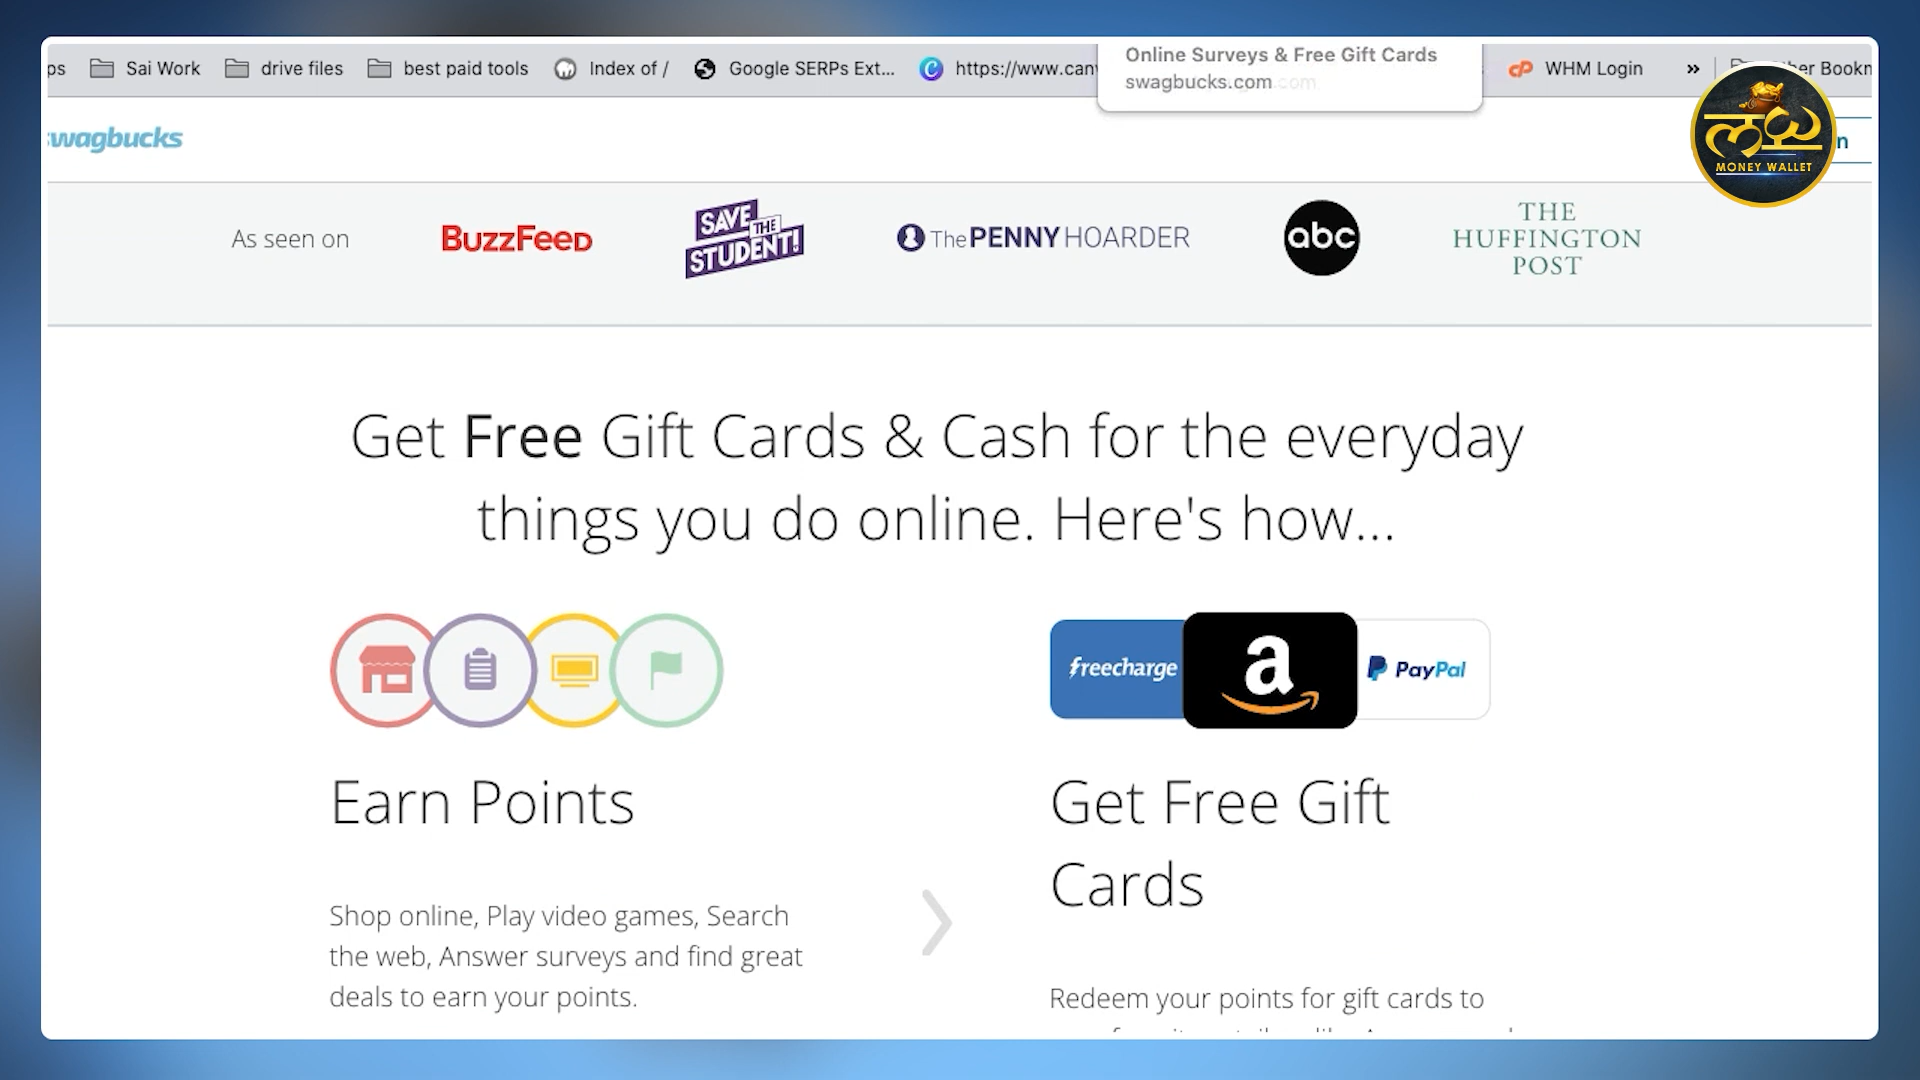 ps Sai Work drive files best paid tools Index of / Google SERPs Ext... https://www.canv WHM Login »
Online Surveys & Free Gift Cards
swagbucks.com
swagbucks
MONEY WALLET
As seen on BuzzFeed SAVE THE STUDENT! The PENNY HOARDER abc THE HUFFINGTON POST
Get Free Gift Cards & Cash for the everyday
things you do online. Here's how...
freecharge a PayPal
Earn Points
Get Free Gift
Cards
Shop online, Play video games, Search
the web, Answer surveys and find great
deals to earn your points.
Redeem your points for gift cards to